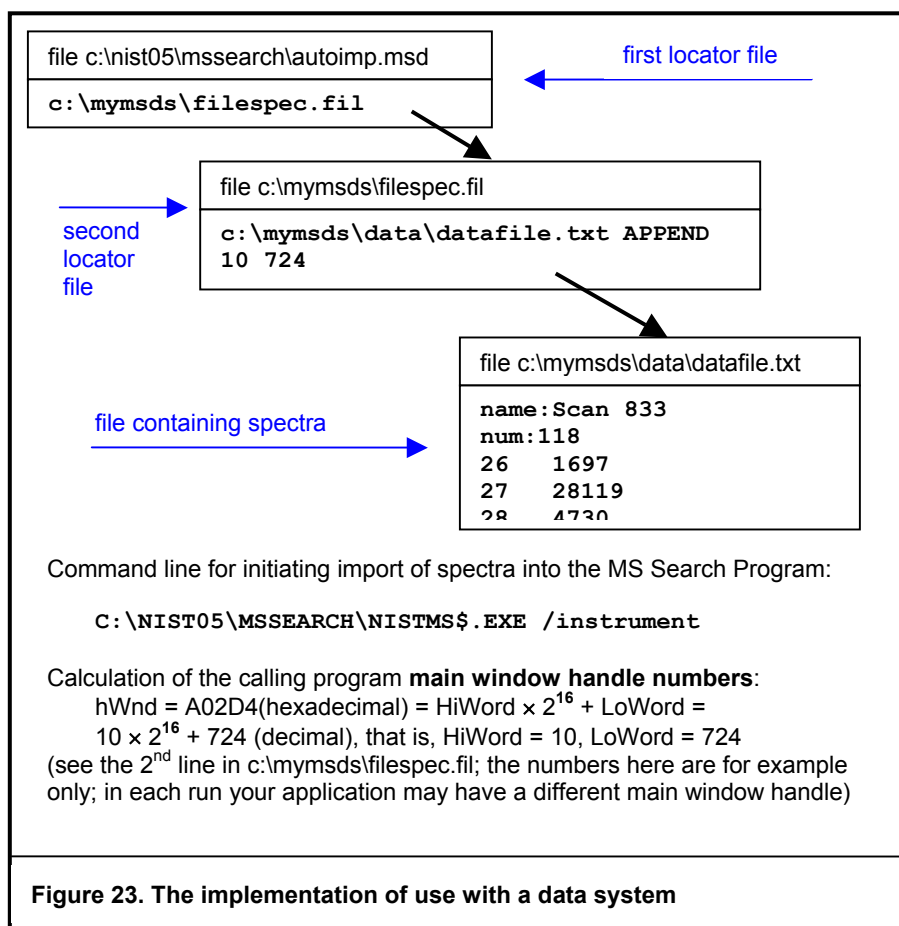 file c:\nist05\mssearch\autoimp.msd
first locator file
c:\mymsds\filespec.fil
file c:\mymsds\filespec.fil
second
locator
file
c:\mymsds\data\datafile.txt APPEND
10 724
file c:\mymsds\data\datafile.txt
file containing spectra
name:Scan 833
num:118
26 1697
27 28119
28 4730
Command line for initiating import of spectra into the MS Search Program:
C:\NIST05\MSSEARCH\NISTMS$.EXE /instrument
Calculation of the calling program main window handle numbers:
hWnd = A02D4(hexadecimal) = HiWord × 2^16 + LoWord =
10 × 2^16 + 724 (decimal), that is, HiWord = 10, LoWord = 724
(see the 2nd line in c:\mymsds\filespec.fil; the numbers here are for example
only; in each run your application may have a different main window handle)
Figure 23. The implementation of use with a data system